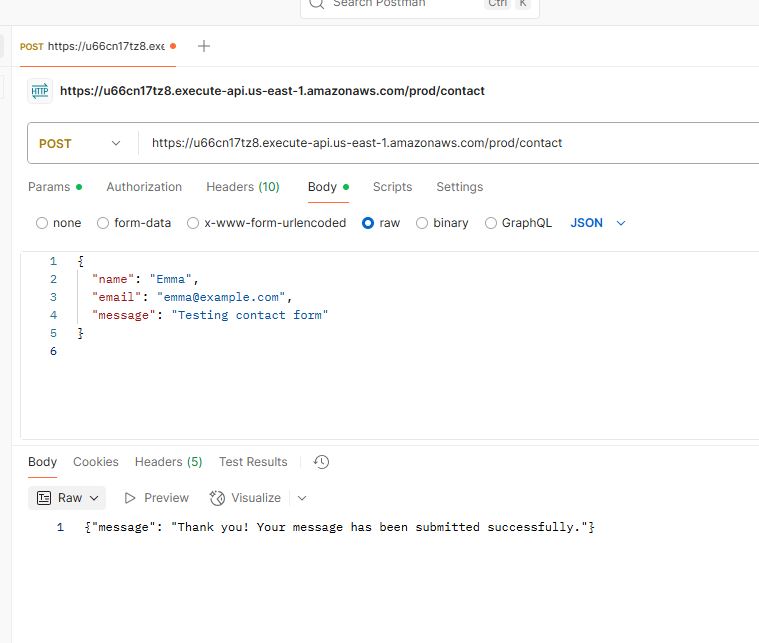 Search Postman Ctrl K
POST https://u66cn17tz8.exe
HTTP https://u66cn17tz8.execute-api.us-east-1.amazonaws.com/prod/contact
POST https://u66cn17tz8.execute-api.us-east-1.amazonaws.com/prod/contact
Params Authorization Headers (10) Body Scripts Settings
none form-data x-www-form-urlencoded raw binary GraphQL JSON
1 {
2 "name": "Emma",
3 "email": "emma@example.com",
4 "message": "Testing contact form"
5 }
6
Body Cookies Headers (5) Test Results
Raw Preview Visualize
1 {"message": "Thank you! Your message has been submitted successfully."}